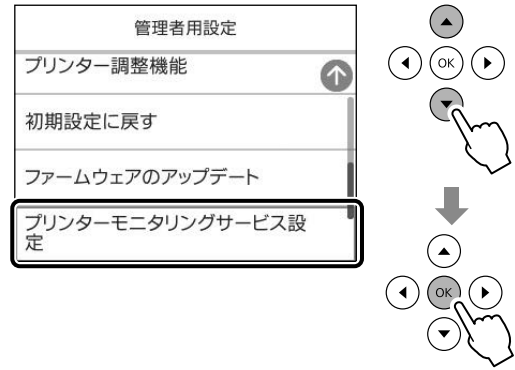 管理者用設定
プリンター調整機能
初期設定に戻す
ファームウェアのアップデート
プリンターモニタリングサービス設
定
OK
OK